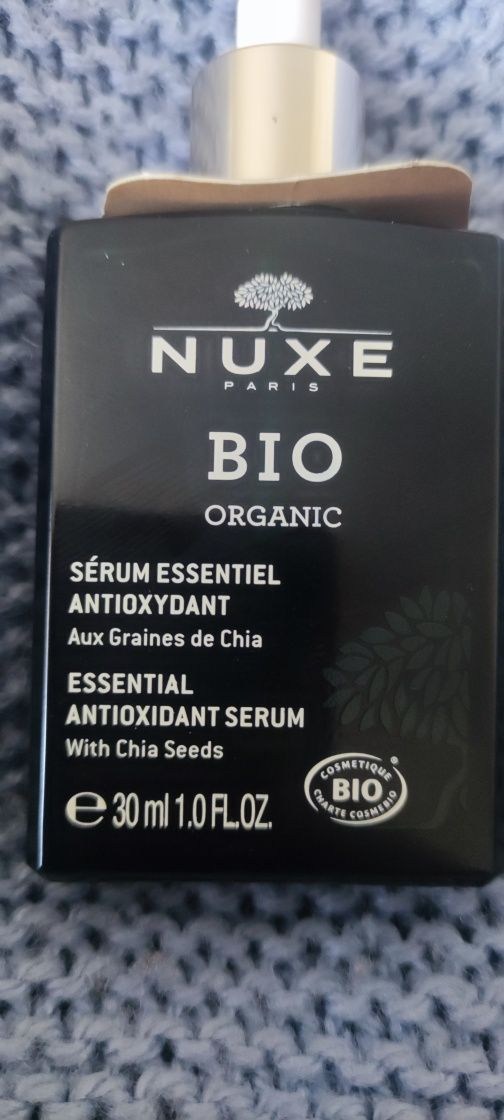 NUXE
PARIS
BIO
ORGANIC
SÉRUM ESSENTIEL
ANTIOXYDANT
Aux Graines de Chia
ESSENTIAL
ANTIOXIDANT SERUM
With Chia Seeds
℮ 30 ml 1.0 FL.OZ.
COSMETIQUE
BIO
CHARTE COSMEBIO
®